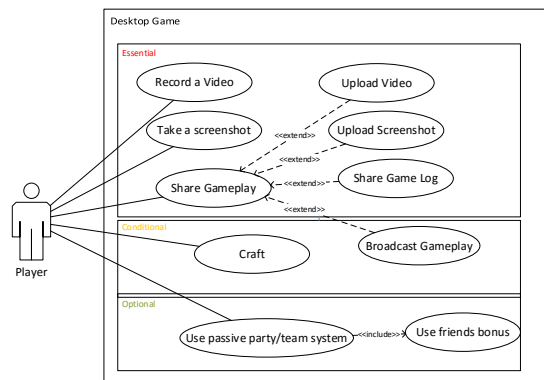 Desktop Game
Essential
Record a Video
Upload Video
<<extend>>
Take a screenshot
Upload Screenshot
<<extend>>
Share Gameplay
<<extend>>
Share Game Log
<<extend>>
Player
Conditional
Craft
Broadcast Gameplay
Optional
Use passive party/team system
<<include>>
Use friends bonus